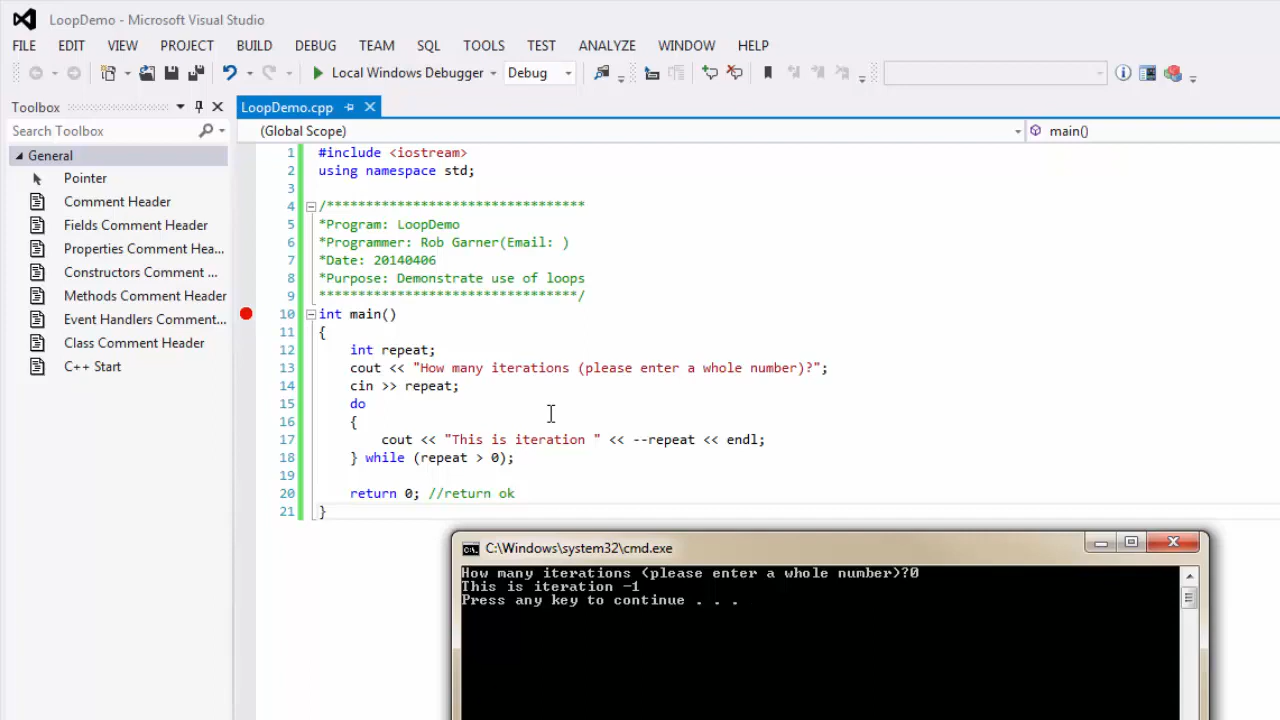 LoopDemo - Microsoft Visual Studio
FILE EDIT VIEW PROJECT BUILD DEBUG TEAM SQL TOOLS TEST ANALYZE WINDOW HELP
Local Windows Debugger Debug
Toolbox
Search Toolbox
General
Pointer
Comment Header
Fields Comment Header
Properties Comment Hea...
Constructors Comment ...
Methods Comment Header
Event Handlers Comment...
Class Comment Header
C++ Start
LoopDemo.cpp
(Global Scope) main()
1 #include <iostream>
2 using namespace std;
3
4 /*********************************
5 *Program: LoopDemo
6 *Programmer: Rob Garner(Email: )
7 *Date: 20140406
8 *Purpose: Demonstrate use of loops
9 *********************************/
10 int main()
11 {
12 int repeat;
13 cout << "How many iterations (please enter a whole number)?";
14 cin >> repeat;
15 do
16 {
17 cout << "This is iteration " << --repeat << endl;
18 } while (repeat > 0);
19
20 return 0; //return ok
21 }
C:\Windows\system32\cmd.exe
How many iterations (please enter a whole number)?0
This is iteration -1
Press any key to continue . . .